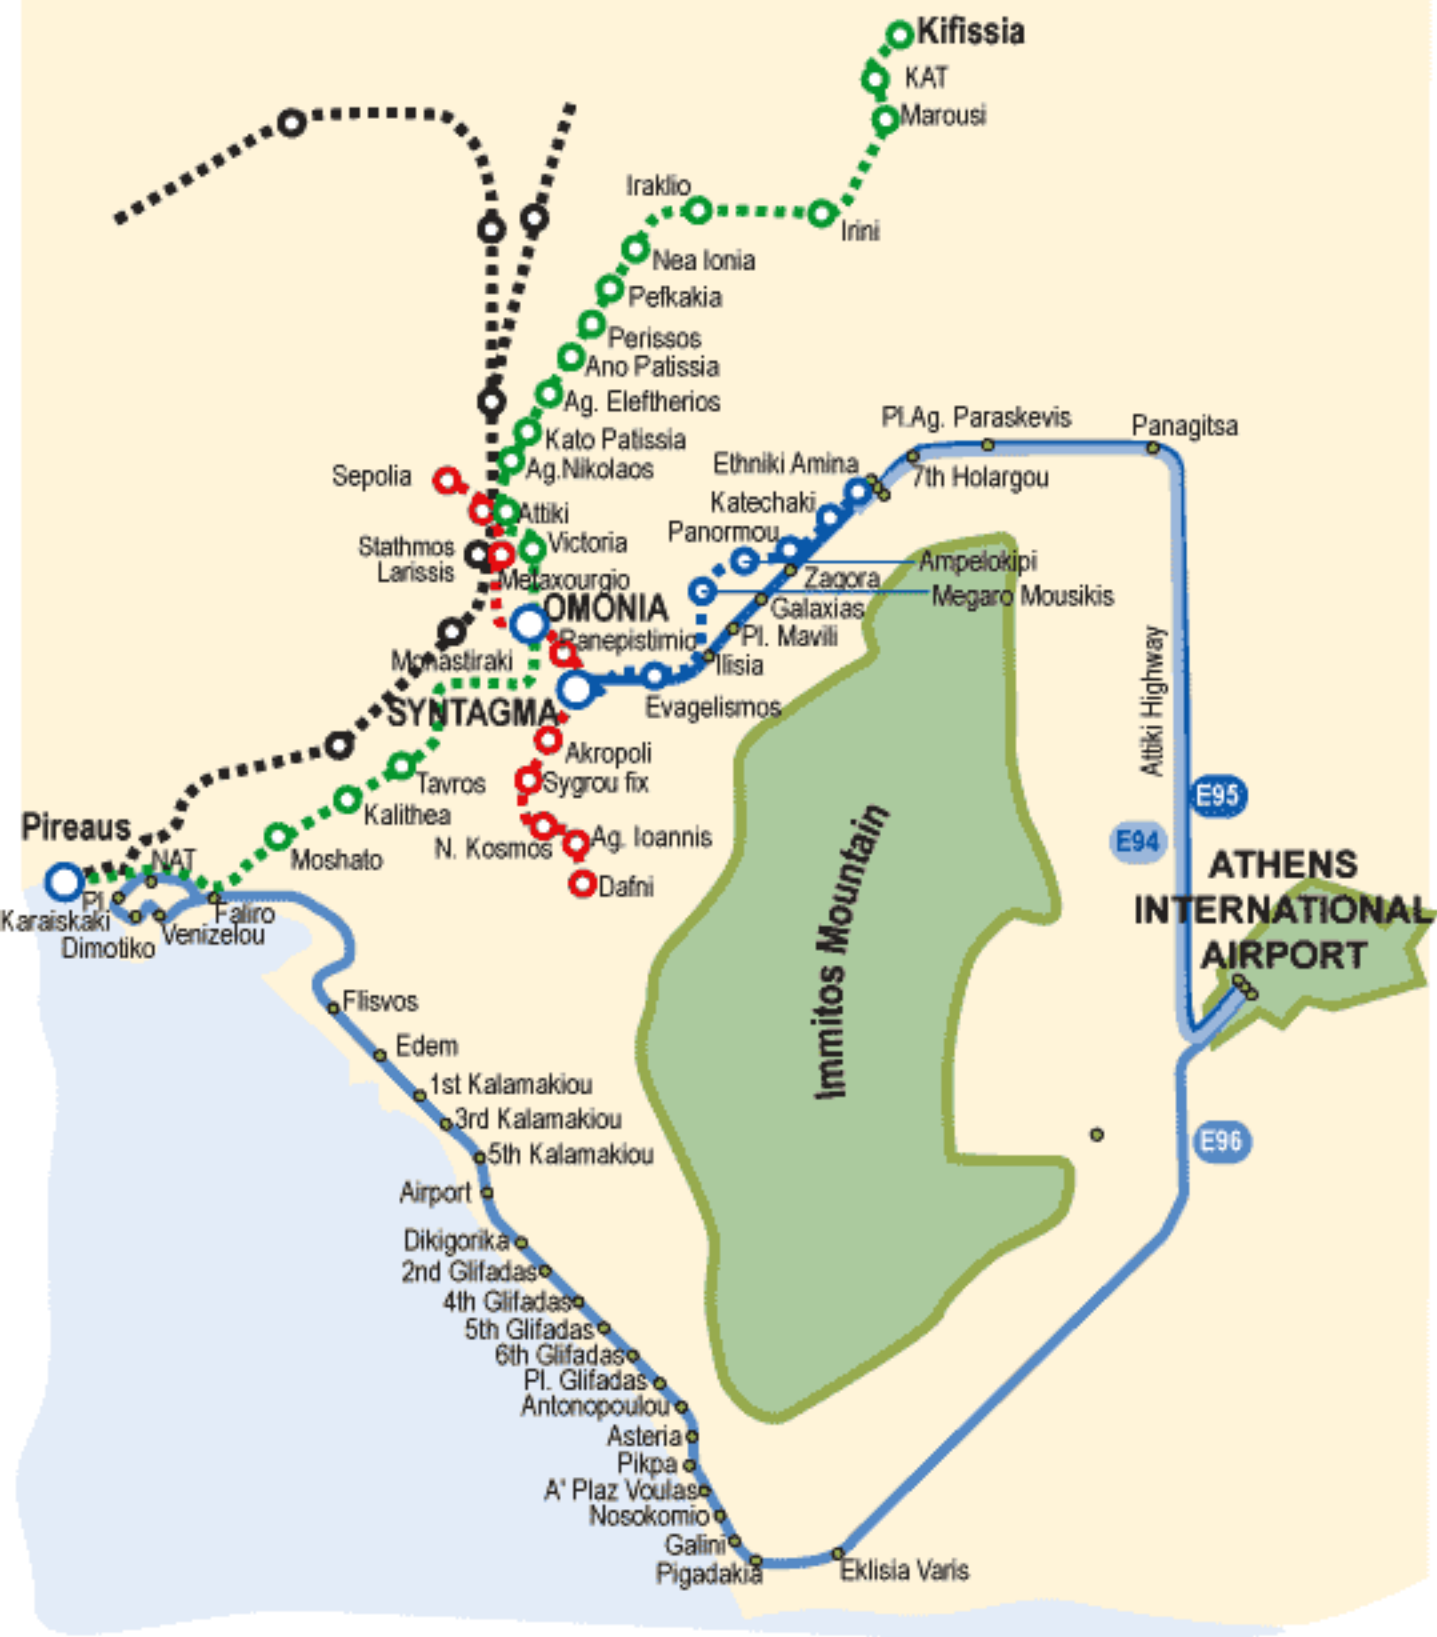 Kifissia
KAT
Marousi
Iraklio
Irini
Nea Ionia
Pefkakia
Perissos
Ano Patissia
Ag. Eleftherios
Pl.Ag. Paraskevis
Panagitsa
Kato Patissia
Ethniki Amina
Ag.Nikolaos
Sepolia
7th Holargou
Katechaki
Attiki
Panormou
Victoria
Stathmos
Larissis
Ampelokipi
Metaxourgio
Zagora
Megaro Mousikis
OMONIA
Galaxias
Panepistimio
Pl. Mavili
Monastiraki
Ilisia
SYNTAGMA
Evagelismos
Attiki Highway
Akropoli
Tavros
Sygrou fix
E95
Kalithea
Pireaus
E94
Ag. Ioannis
N. Kosmos
NAT
Moshato
ATHENS
INTERNATIONAL
AIRPORT
Dafni
Pl.
Karaiskaki
Faliro
Venizelou
Dimotiko
Immitos Mountain
Flisvos
Edem
1st Kalamakiou
3rd Kalamakiou
E96
5th Kalamakiou
Airport
Dikigorika
2nd Glifadas
4th Glifadas
5th Glifadas
6th Glifadas
Pl. Glifadas
Antonopoulou
Asteria
Pikpa
A' Plaz Voulas
Nosokomio
Galini
Pigadakia
Eklisia Varis